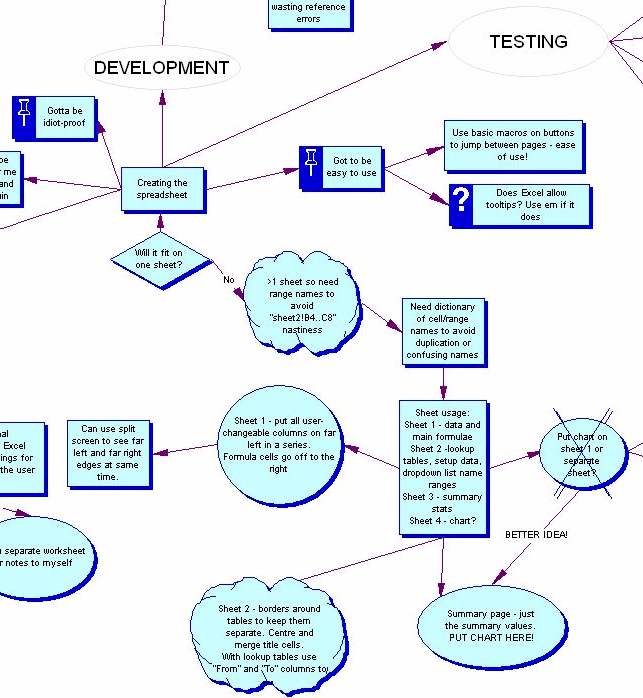 wasting reference
errors
TESTING
DEVELOPMENT
Gotta be
idiot-proof
Use basic macros on buttons
to jump between pages - ease
of use!
be
me
and
Creating the
spreadsheet
Got to be
easy to use
Does Excel allow
tooltips? Use em if it
does
Will it fit on
one sheet?
No
>1 sheet so need
range names to
avoid
"sheet2!B4..C8"
nastiness
Need dictionary
of cell/range
names to avoid
duplication or
confusing names
Sheet 1 - put all user-
changeable columns on far
left in a series.
Formula cells go off to the
right
Can use split
screen to see far
left and far right
edges at same
time.
Sheet usage:
Sheet 1 - data and
main formulae
Sheet 2 -lookup
tables, setup data,
dropdown list name
ranges
Sheet 3 - summary
stats
Sheet 4 - chart?
Put chart on
sheet 1 or
separate
sheet?
Excel
ings for
the user
separate worksheet
notes to myself
BETTER IDEA!
Sheet 2 - borders around
tables to keep them
separate. Centre and
merge title cells.
With lookup tables use
"From" and "To" columns to
Summary page - just
the summary values.
PUT CHART HERE!